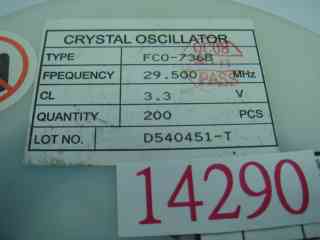 CRYSTAL OSCILLATOR
TYPE FCO-736B
FPEQUENCY 29.500 MHz
CL 3.3 V
QUANTITY 200 PCS
LOT NO. D540451-T
PASS
14290